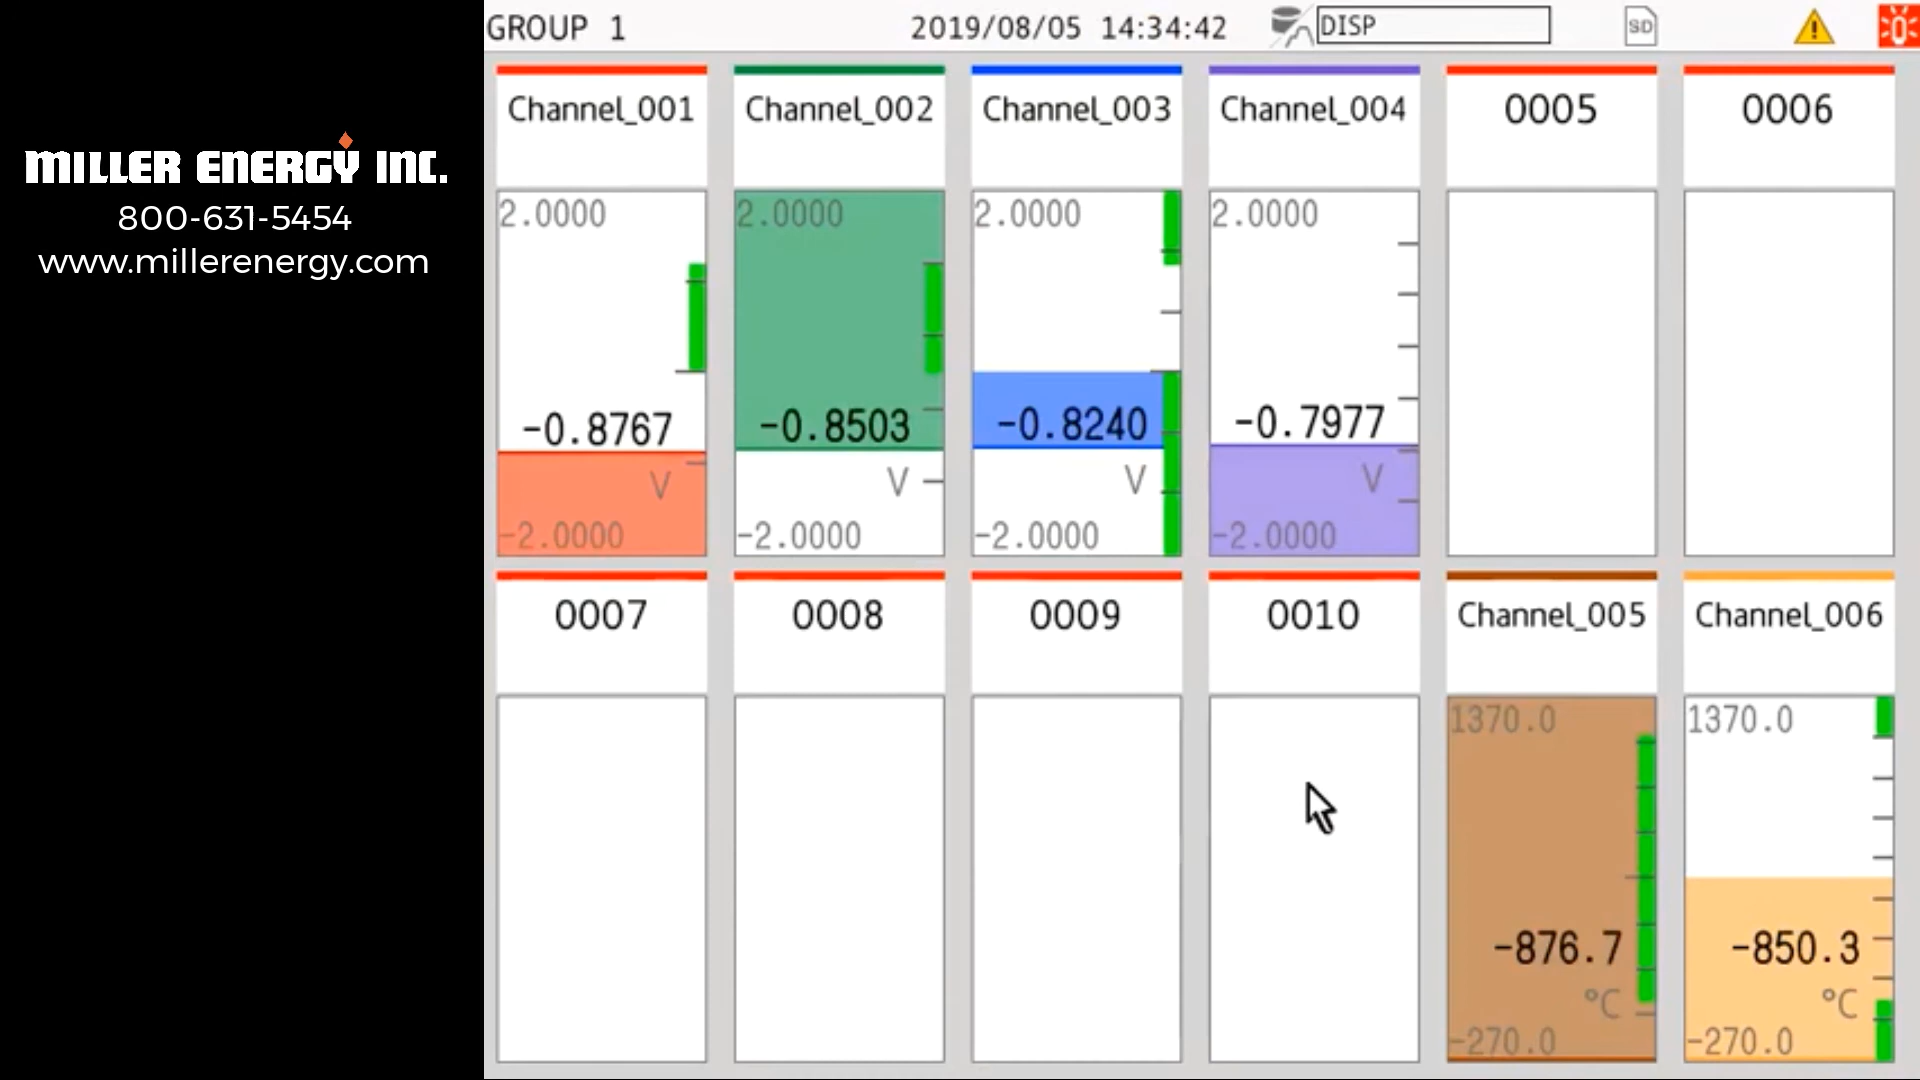 MILLER ENERGY INC.
800-631-5454
www.millerenergy.com
GROUP 1 2019/08/05 14:34:42 DISP SD
Channel_001 Channel_002 Channel_003 Channel_004 0005 0006
2.0000 2.0000 2.0000 2.0000
-0.8767 -0.8503 -0.8240 -0.7977
V V V V
-2.0000 -2.0000 -2.0000 -2.0000
0007 0008 0009 0010 Channel_005 Channel_006
1370.0 1370.0
-876.7 -850.3
°C °C
-270.0 -270.0